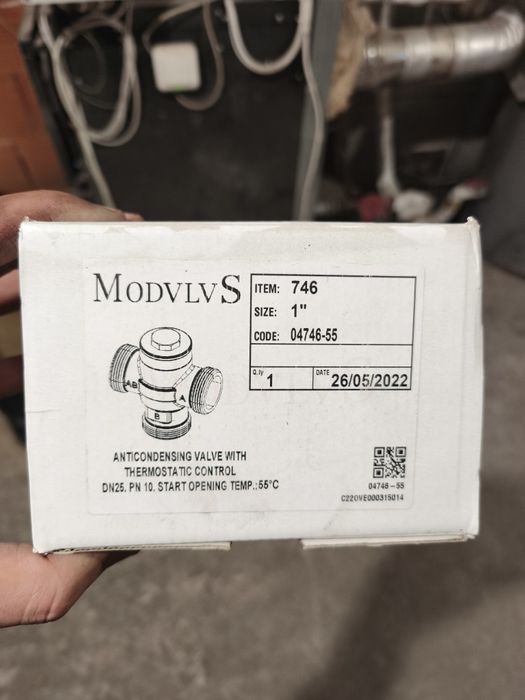 MODVLVS
ITEM: 746
SIZE: 1"
CODE: 04746-55
Q.ty 1 DATE 26/05/2022
AB
A
B
ANTICONDENSING VALVE WITH
THERMOSTATIC CONTROL
DN25. PN 10. START OPENING TEMP.:55°C
04746-55
C220VE000315014